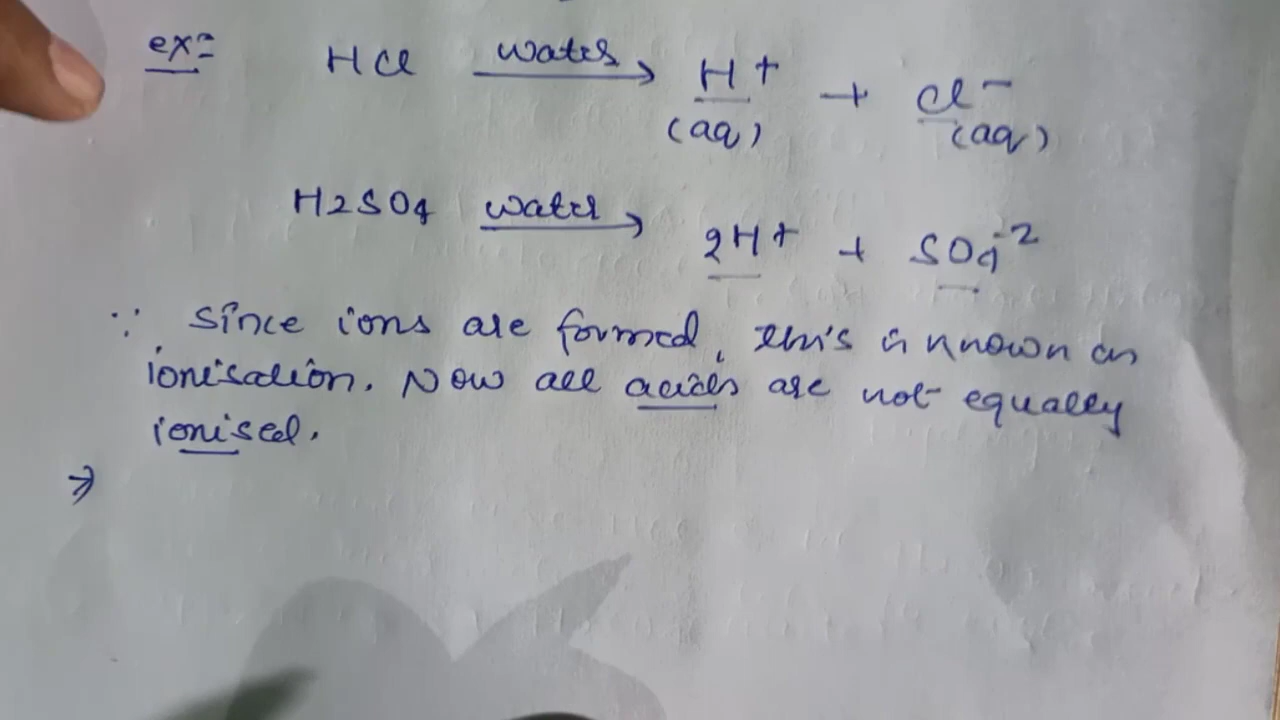 ex:- HCl water → H+ + Cl-
(aq) (aq)
H2SO4 water → 2H+ + SO4-2
∵ Since ions are formed, this is known as
ionisation. Now all acids are not equally
ionised.
⇒